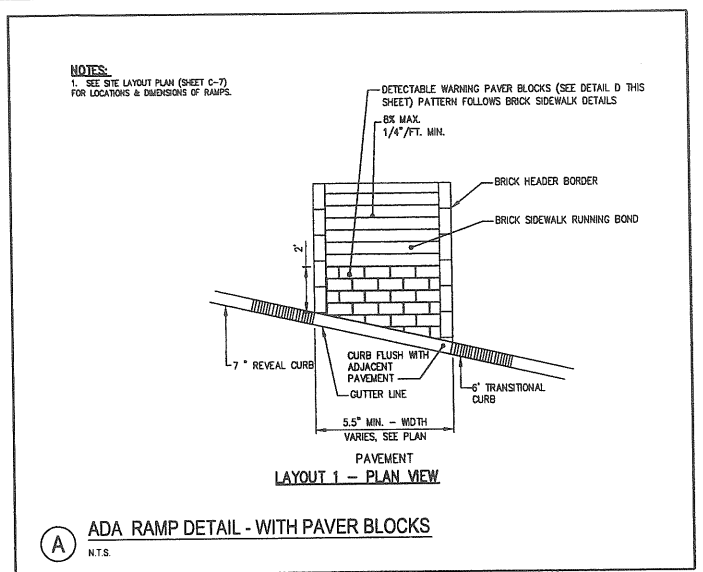 NOTES:
1. SEE SITE LAYOUT PLAN (SHEET C-7)
FOR LOCATIONS & DIMENSIONS OF RAMPS.
DETECTABLE WARNING PAVER BLOCKS (SEE DETAIL D THIS
SHEET) PATTERN FOLLOWS BRICK SIDEWALK DETAILS
8% MAX.
1/4"/FT. MIN.
BRICK HEADER BORDER
BRICK SIDEWALK RUNNING BOND
2'
7 " REVEAL CURB
CURB FLUSH WITH
ADJACENT
PAVEMENT
GUTTER LINE
6' TRANSITIONAL
CURB
5.5" MIN. - WIDTH
VARIES, SEE PLAN
PAVEMENT
LAYOUT 1 - PLAN VIEW
A
ADA RAMP DETAIL - WITH PAVER BLOCKS
N.T.S.